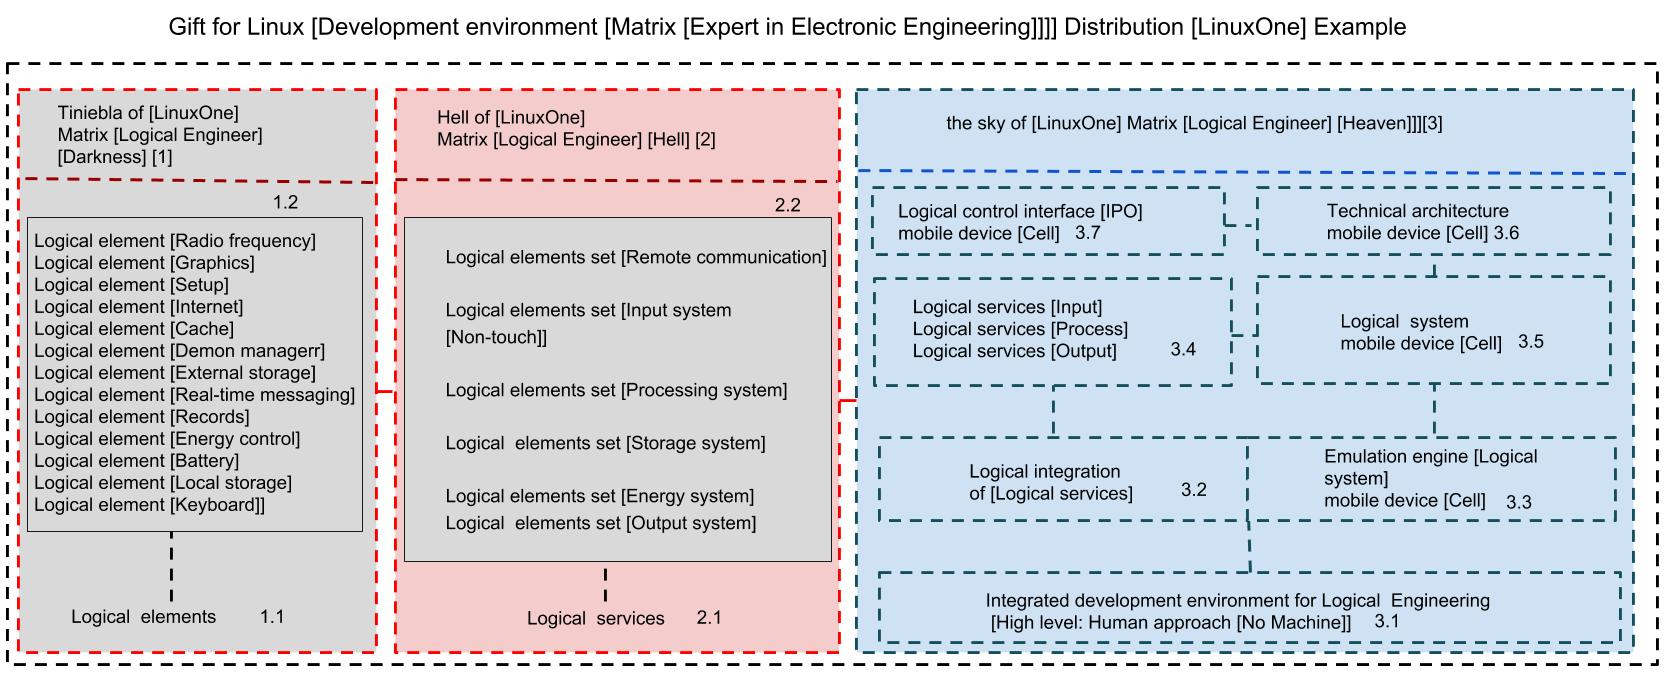 Gift for Linux [Development environment [Matrix [Expert in Electronic Engineering]]]] Distribution [LinuxOne] Example
Tiniebla of [LinuxOne]
Matrix [Logical Engineer]
[Darkness] [1]
1.2
Logical element [Radio frequency]
Logical element [Graphics]
Logical element [Setup]
Logical element [Internet]
Logical element [Cache]
Logical element [Demon managerr]
Logical element [External storage]
Logical element [Real-time messaging]
Logical element [Records]
Logical element [Energy control]
Logical element [Battery]
Logical element [Local storage]
Logical element [Keyboard]]
Logical elements 1.1
Hell of [LinuxOne]
Matrix [Logical Engineer] [Hell] [2]
2.2
Logical elements set [Remote communication]
Logical elements set [Input system
[Non-touch]]
Logical elements set [Processing system]
Logical elements set [Storage system]
Logical elements set [Energy system]
Logical elements set [Output system]
Logical services 2.1
the sky of [LinuxOne] Matrix [Logical Engineer] [Heaven]]][3]
Logical control interface [IPO]
mobile device [Cell] 3.7
Technical architecture
mobile device [Cell] 3.6
Logical services [Input]
Logical services [Process]
Logical services [Output] 3.4
Logical system
mobile device [Cell] 3.5
Logical integration
of [Logical services] 3.2
Emulation engine [Logical
system]
mobile device [Cell] 3.3
Integrated development environment for Logical Engineering
[High level: Human approach [No Machine]] 3.1